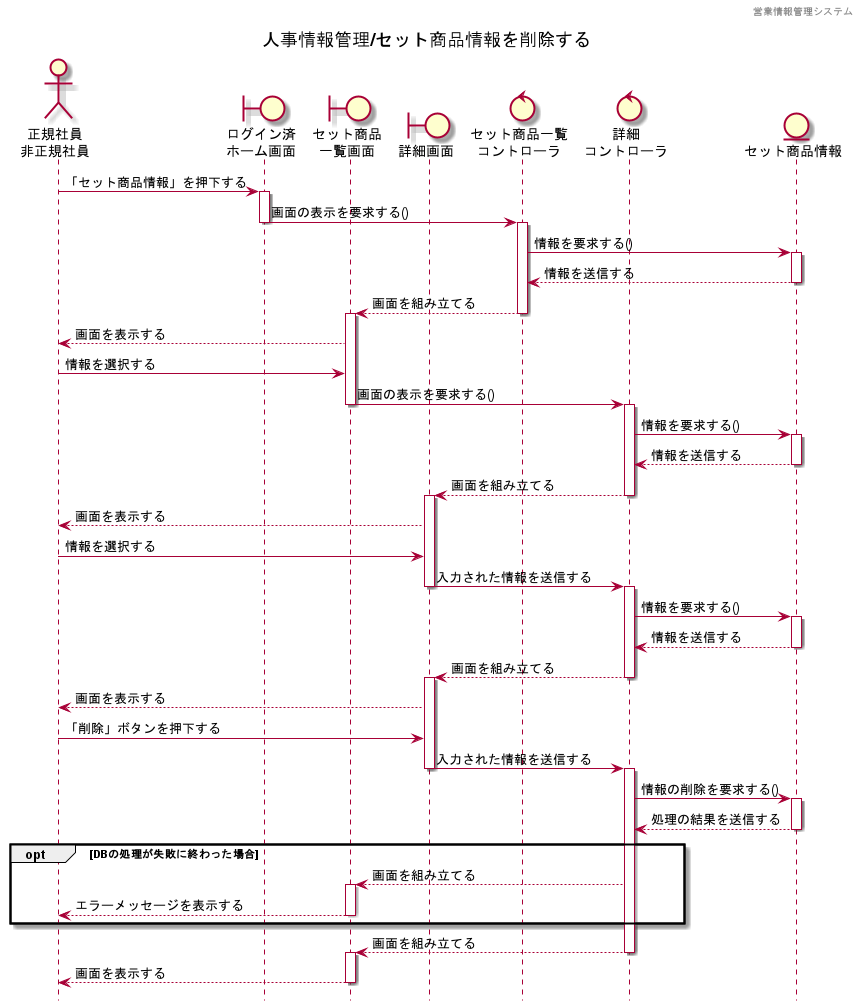 営業情報管理システム
人事情報管理/セット商品情報を削除する
正規社員
非正規社員
ログイン済
ホーム画面
セット商品
一覧画面
詳細画面
セット商品一覧
コントローラ
詳細
コントローラ
セット商品情報
「セット商品情報」を押下する
画面の表示を要求する()
情報を要求する()
情報を送信する
画面を組み立てる
画面を表示する
情報を選択する
画面の表示を要求する()
情報を要求する()
情報を送信する
画面を組み立てる
画面を表示する
情報を選択する
入力された情報を送信する
情報を要求する()
情報を送信する
画面を組み立てる
画面を表示する
「削除」ボタンを押下する
入力された情報を送信する
情報の削除を要求する()
処理の結果を送信する
opt [DBの処理が失敗に終わった場合]
画面を組み立てる
エラーメッセージを表示する
画面を組み立てる
画面を表示する